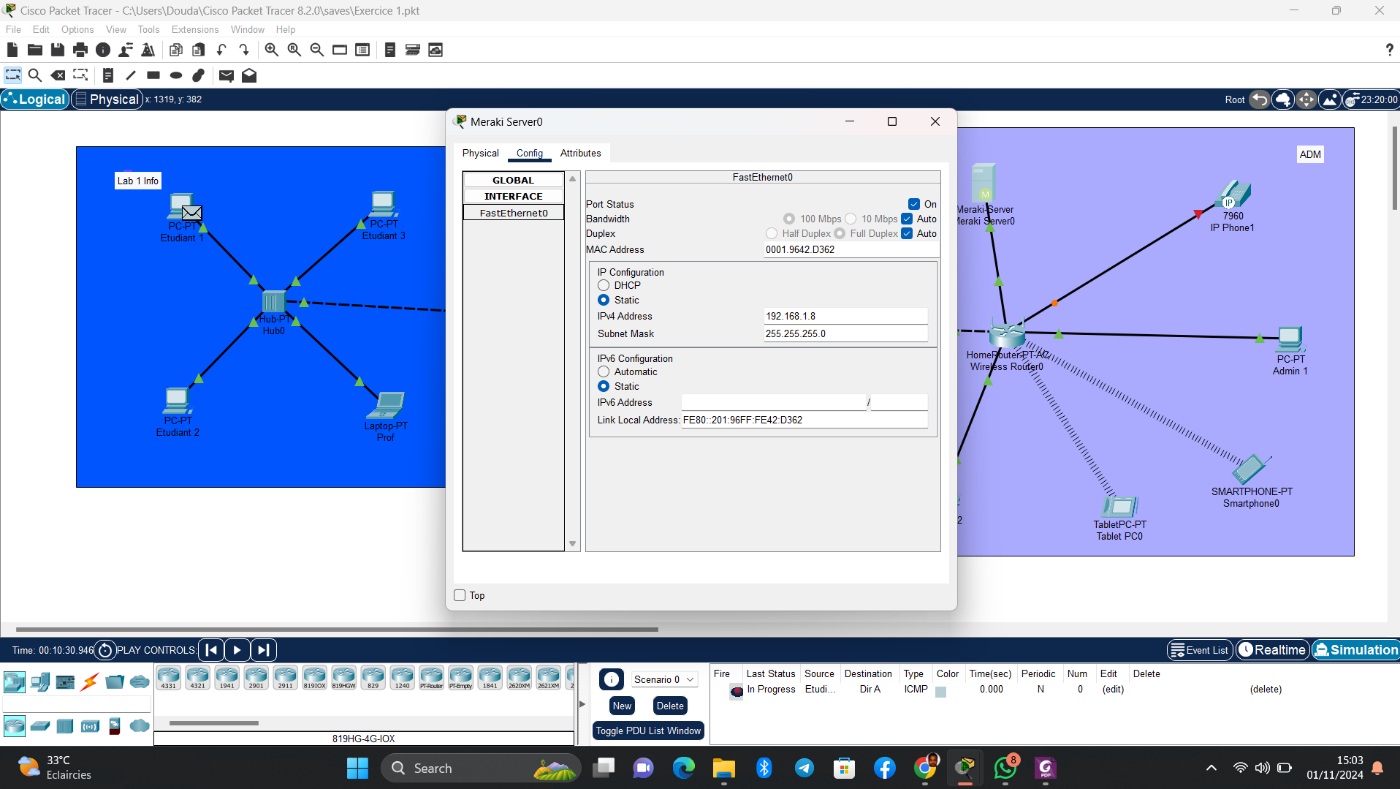 Cisco Packet Tracer - C:\Users\Douda\Cisco Packet Tracer 8.2.0\saves\Exercice 1.pkt
File Edit Options View Tools Extensions Window Help
?
Logical Physical x: 1319, y: 382
Root 23:20:00
Lab 1 Info
PC-PT
Etudiant 1
PC-PT
Etudiant 3
Hub-PT
Hub0
PC-PT
Etudiant 2
Laptop-PT
Prof
Meraki Server0
Physical Config Attributes
GLOBAL
INTERFACE
FastEthernet0
FastEthernet0
Port Status On
Bandwidth 100 Mbps 10 Mbps Auto
Duplex Half Duplex Full Duplex Auto
MAC Address 0001.9642.D362
IP Configuration
DHCP
Static
IPv4 Address 192.168.1.8
Subnet Mask 255.255.255.0
IPv6 Configuration
Automatic
Static
IPv6 Address /
Link Local Address: FE80::201:96FF:FE42:D362
Top
ADM
M
Meraki-Server
Meraki Server0
IP
7960
IP Phone1
HomeRouter-PT-AC
Wireless Router0
PC-PT
Admin 1
SMARTPHONE-PT
Smartphone0
TabletPC-PT
Tablet PC0
2
Time: 00:10:30.946 PLAY CONTROLS:
Event List Realtime Simulation
4331 4321 1941 2901 2911 819IOX 819HGW 829 1240 PT-Router PT-Empty 1841 2620XM 2621XM 2
819HG-4G-IOX
Scenario 0
New Delete
Toggle PDU List Window
Fire Last Status Source Destination Type Color Time(sec) Periodic Num Edit Delete
In Progress Etudi... Dir A ICMP 0.000 N 0 (edit) (delete)
33°C
Eclaircies
Search
8
15:03
01/11/2024